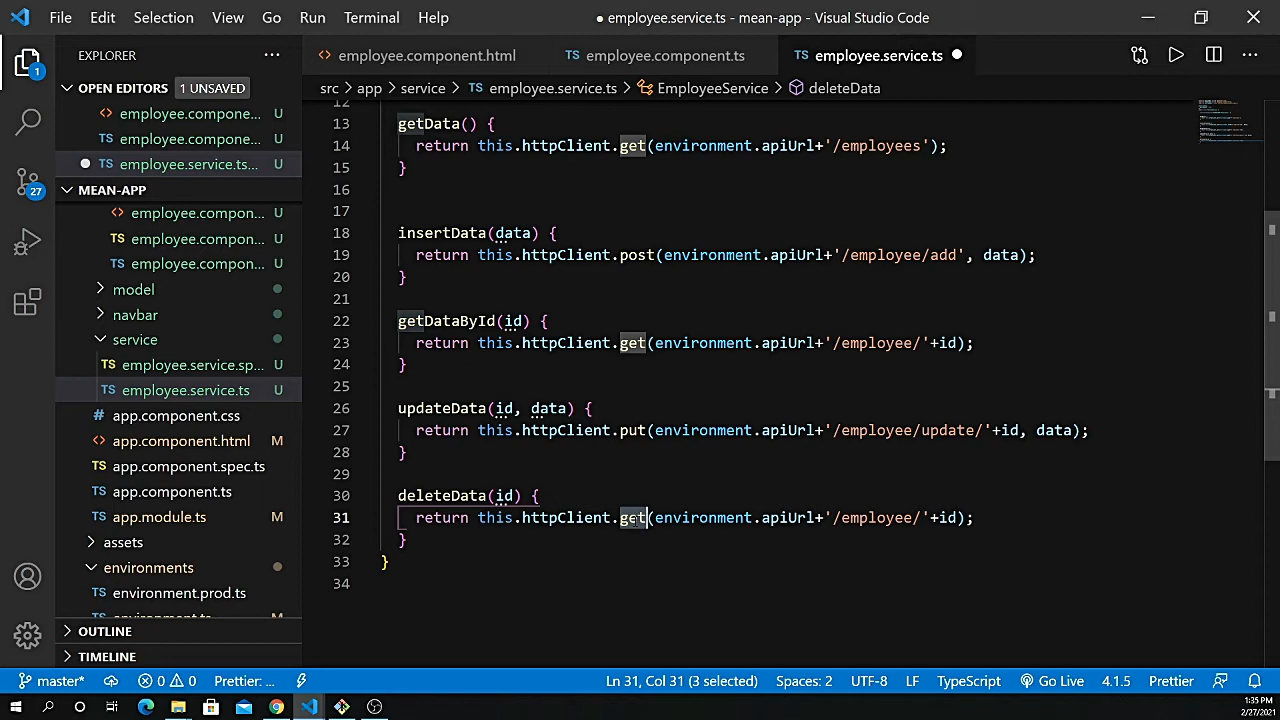 File Edit Selection View Go Run Terminal Help
● employee.service.ts - mean-app - Visual Studio Code
EXPLORER
OPEN EDITORS 1 UNSAVED
employee.compone... U
employee.compone... U
employee.service.ts... U
MEAN-APP
employee.compon... U
employee.compon... U
employee.compon... U
model
navbar
service
employee.service.sp... U
employee.service.ts U
app.component.css
app.component.html M
app.component.spec.ts
app.component.ts
app.module.ts M
assets
environments
environment.prod.ts
OUTLINE
TIMELINE
employee.component.html employee.component.ts employee.service.ts
src > app > service > TS employee.service.ts > EmployeeService > deleteData
12
13 getData() {
14 return this.httpClient.get(environment.apiUrl+'/employees');
15 }
16
17
18 insertData(data) {
19 return this.httpClient.post(environment.apiUrl+'/employee/add', data);
20 }
21
22 getDataById(id) {
23 return this.httpClient.get(environment.apiUrl+'/employee/'+id);
24 }
25
26 updateData(id, data) {
27 return this.httpClient.put(environment.apiUrl+'/employee/update/'+id, data);
28 }
29
30 deleteData(id) {
31 return this.httpClient.get(environment.apiUrl+'/employee/'+id);
32 }
33 }
34
master* 0 0 Prettier: ... Ln 31, Col 31 (3 selected) Spaces: 2 UTF-8 LF TypeScript Go Live 4.1.5 Prettier
1:35 PM
2/27/2021